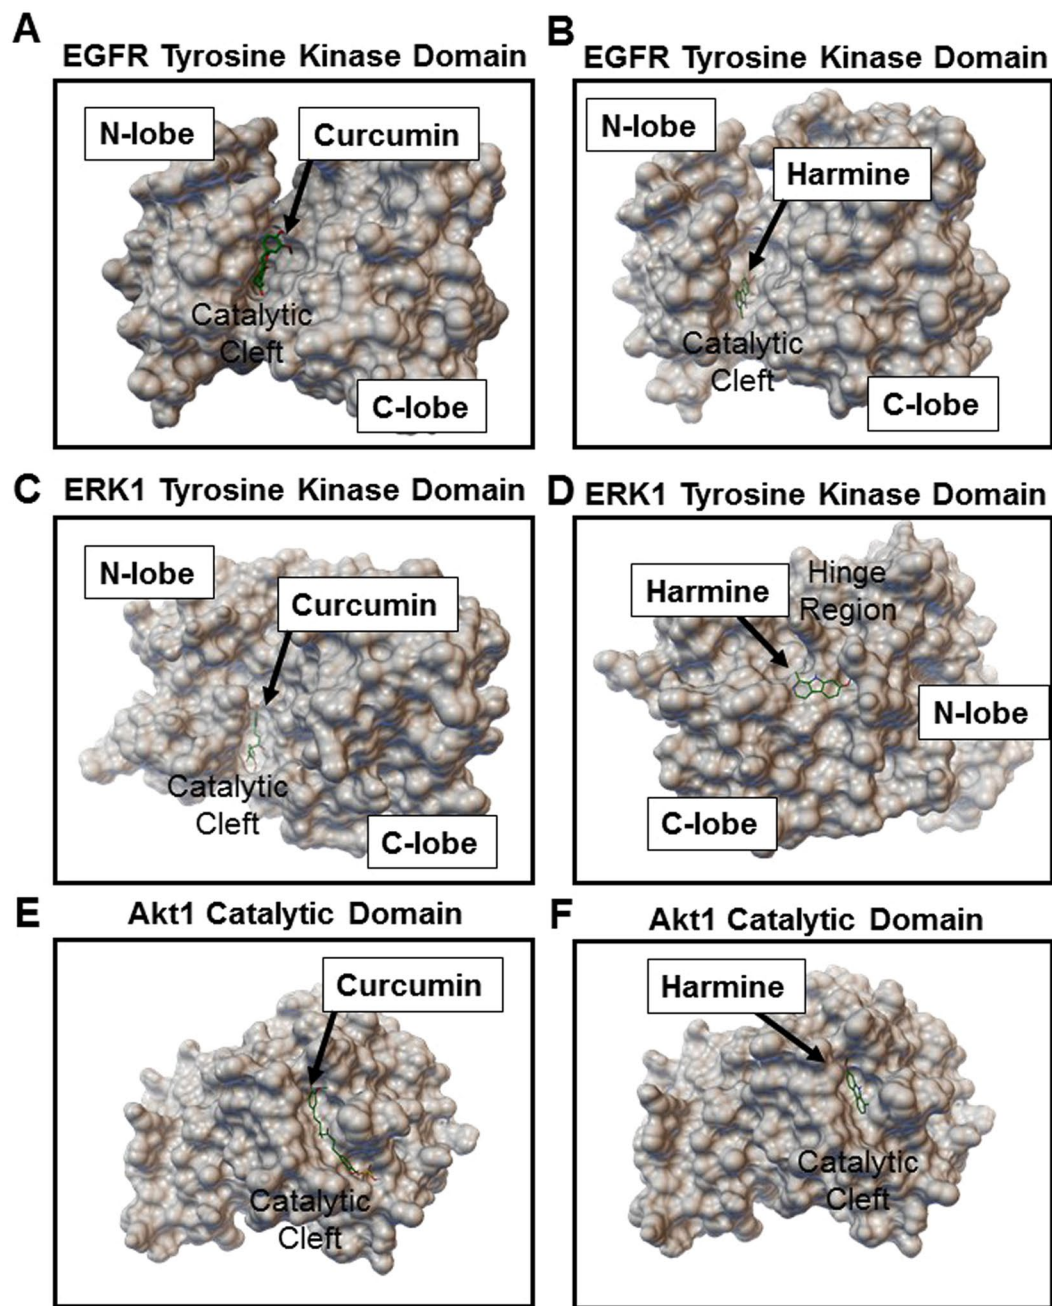 A
EGFR Tyrosine Kinase Domain
N-lobe
Curcumin
Catalytic
Cleft
C-lobe
B
EGFR Tyrosine Kinase Domain
N-lobe
Harmine
Catalytic
Cleft
C-lobe
C
ERK1 Tyrosine Kinase Domain
N-lobe
Curcumin
Catalytic
Cleft
C-lobe
D
ERK1 Tyrosine Kinase Domain
Hinge
Region
Harmine
N-lobe
C-lobe
E
Akt1 Catalytic Domain
Curcumin
Catalytic
Cleft
F
Akt1 Catalytic Domain
Harmine
Catalytic
Cleft